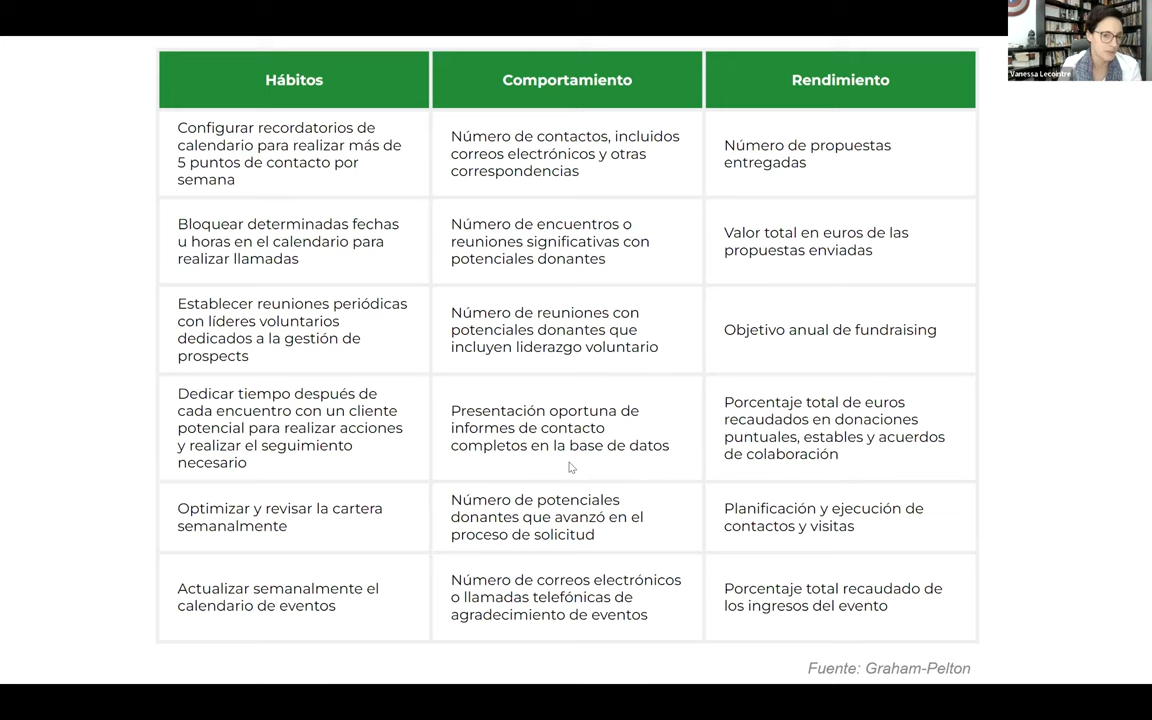 Vanessa Lecointre
Hábitos
Comportamiento
Rendimiento
Configurar recordatorios de
calendario para realizar más de
5 puntos de contacto por
semana
Número de contactos, incluidos
correos electrónicos y otras
correspondencias
Número de propuestas
entregadas
Bloquear determinadas fechas
u horas en el calendario para
realizar llamadas
Número de encuentros o
reuniones significativas con
potenciales donantes
Valor total en euros de las
propuestas enviadas
Establecer reuniones periódicas
con líderes voluntarios
dedicados a la gestión de
prospects
Número de reuniones con
potenciales donantes que
incluyen liderazgo voluntario
Objetivo anual de fundraising
Dedicar tiempo después de
cada encuentro con un cliente
potencial para realizar acciones
y realizar el seguimiento
necesario
Presentación oportuna de
informes de contacto
completos en la base de datos
Porcentaje total de euros
recaudados en donaciones
puntuales, estables y acuerdos
de colaboración
Optimizar y revisar la cartera
semanalmente
Número de potenciales
donantes que avanzó en el
proceso de solicitud
Planificación y ejecución de
contactos y visitas
Actualizar semanalmente el
calendario de eventos
Número de correos electrónicos
o llamadas telefónicas de
agradecimiento de eventos
Porcentaje total recaudado de
los ingresos del evento
Fuente: Graham-Pelton